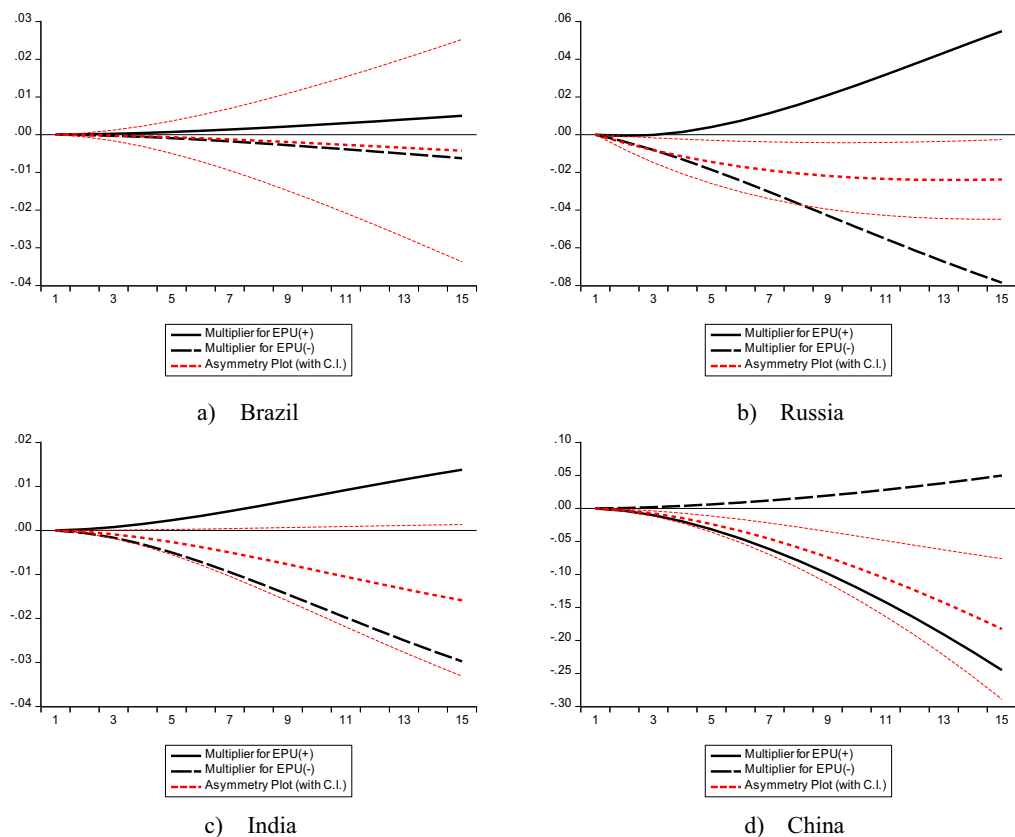 .03
.02
.01
.00
-.01
-.02
-.03
-.04
1 3 5 7 9 11 13 15
Multiplier for EPU(+)
Multiplier for EPU(-)
Asymmetry Plot (with C.I.)
a) Brazil
.06
.04
.02
.00
-.02
-.04
-.06
-.08
1 3 5 7 9 11 13 15
Multiplier for EPU(+)
Multiplier for EPU(-)
Asymmetry Plot (with C.I.)
b) Russia
.02
.01
.00
-.01
-.02
-.03
-.04
1 3 5 7 9 11 13 15
Multiplier for EPU(+)
Multiplier for EPU(-)
Asymmetry Plot (with C.I.)
c) India
.10
.05
.00
-.05
-.10
-.15
-.20
-.25
-.30
1 3 5 7 9 11 13 15
Multiplier for EPU(+)
Multiplier for EPU(-)
Asymmetry Plot (with C.I.)
d) China